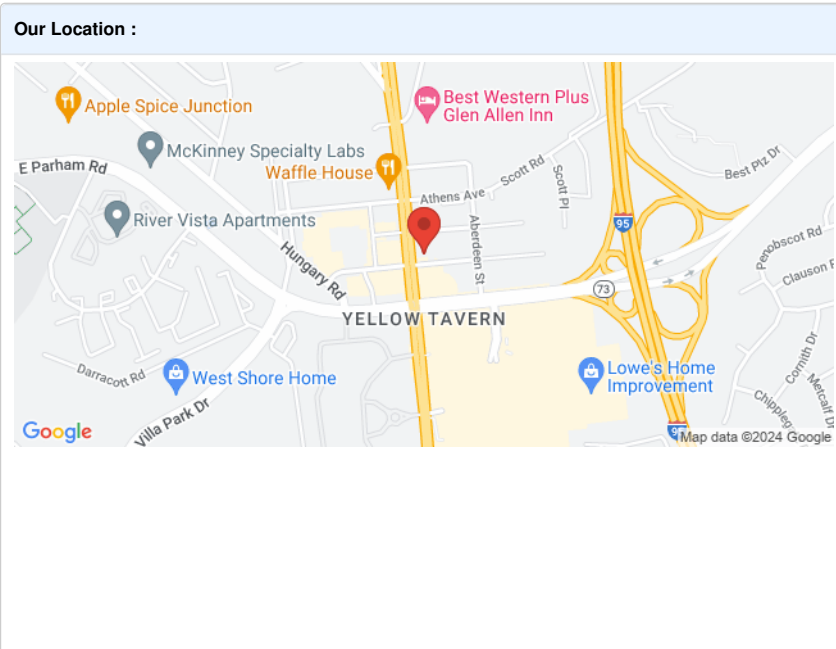 Our Location :
Best Western Plus
Glen Allen Inn
Apple Spice Junction
McKinney Specialty Labs
E Parham Rd
Waffle House
Scott Rd
Scott Pl
Best Plz Dr
Athens Ave
River Vista Apartments
Aberdeen St
95
Penobscot Rd
Hungary Rd
Clauson R
73
YELLOW TAVERN
Cornith Dr
Darracott Rd
West Shore Home
Lowe's Home
Improvement
Metcalf Dr
Chippleg
Villa Park Dr
Google
Map data ©2024 Google